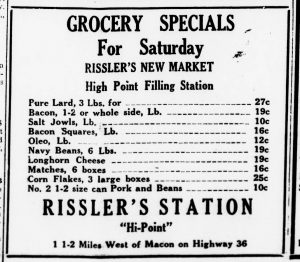 GROCERY SPECIALS
For Saturday
RISSLER'S NEW MARKET
High Point Filling Station
Pure Lard, 3 Lbs. for 27c
Bacon, 1-2 or whole side, Lb. 19c
Salt Jowls, Lb. 10c
Bacon Squares, Lb. 16c
Oleo, Lb. 12c
Navy Beans, 6 Lbs. 19c
Longhorn Cheese 19c
Matches, 6 boxes 16c
Corn Flakes, 3 large boxes 25c
No. 2 1-2 size can Pork and Beans 10c
RISSLER'S STATION
"Hi-Point"
1 1-2 Miles West of Macon on Highway 36